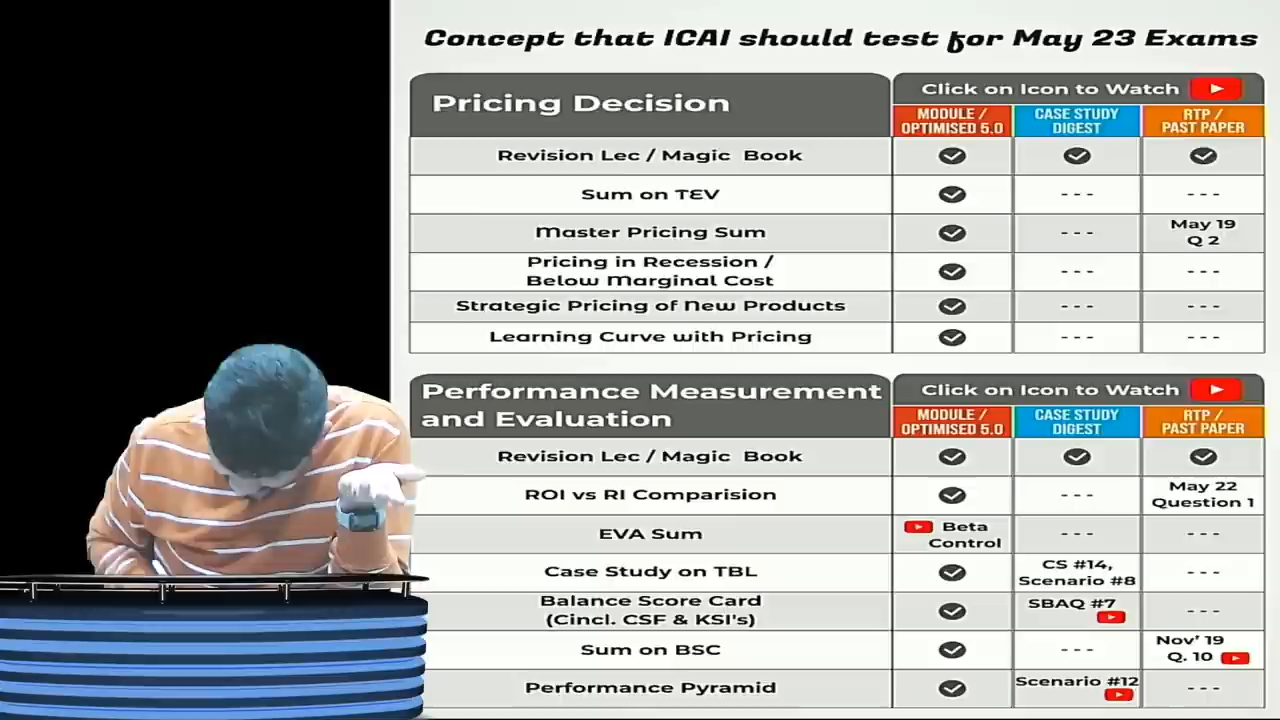 Concept that ICAI should test for May 23 Exams
Pricing Decision
Click on Icon to Watch
MODULE / OPTIMISED 5.0
CASE STUDY DIGEST
RTP / PAST PAPER
Revision Lec / Magic Book
Sum on TEV
- - -
- - -
Master Pricing Sum
- - -
May 19
Q 2
Pricing in Recession /
Below Marginal Cost
- - -
- - -
Strategic Pricing of New Products
- - -
- - -
Learning Curve with Pricing
- - -
- - -
Performance Measurement
and Evaluation
Click on Icon to Watch
MODULE / OPTIMISED 5.0
CASE STUDY DIGEST
RTP / PAST PAPER
Revision Lec / Magic Book
ROI vs RI Comparision
- - -
May 22
Question 1
EVA Sum
Beta
Control
- - -
- - -
Case Study on TBL
CS #14,
Scenario #8
- - -
Balance Score Card
(Cincl. CSF & KSI's)
SBAQ #7
- - -
Sum on BSC
- - -
Nov' 19
Q. 10
Performance Pyramid
Scenario #12
- - -